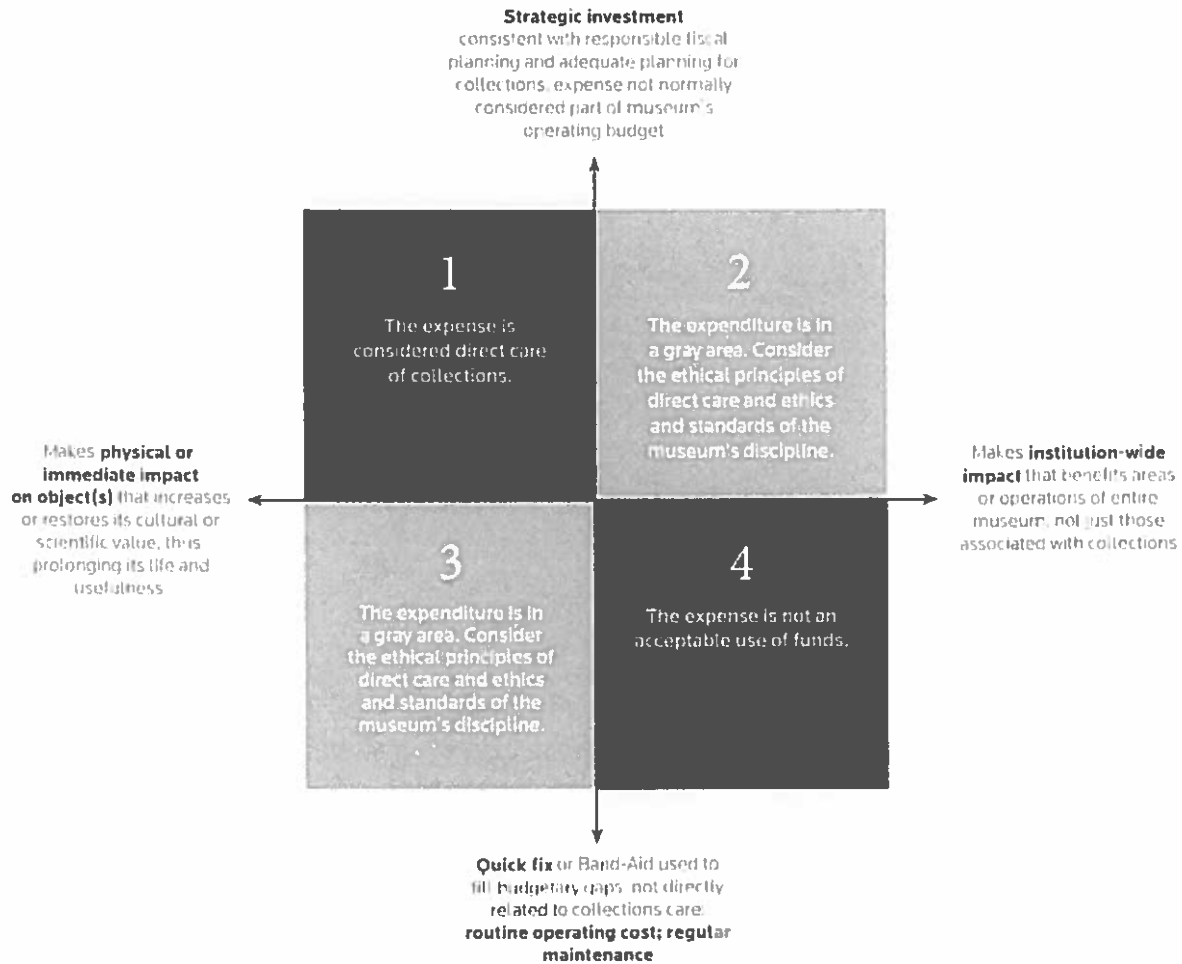 Strategic investment
consistent with responsible fiscal
planning and adequate planning for
collections, expense not normally
considered part of museum's
operating budget
1
The expense is
considered direct care
of collections.
2
The expenditure is in
a gray area. Consider
the ethical principles of
direct care and ethics
and standards of the
museum's discipline.
Makes physical or
immediate impact
on object(s) that increases
or restores its cultural or
scientific value, thus
prolonging its life and
usefulness
Makes institution-wide
impact that benefits areas
or operations of entire
museum, not just those
associated with collections
3
The expenditure is in
a gray area. Consider
the ethical principles of
direct care and ethics
and standards of the
museum's discipline.
4
The expense is not an
acceptable use of funds.
Quick fix or Band-Aid used to
fill budgetary gaps, not directly
related to collections care;
routine operating cost; regular
maintenance